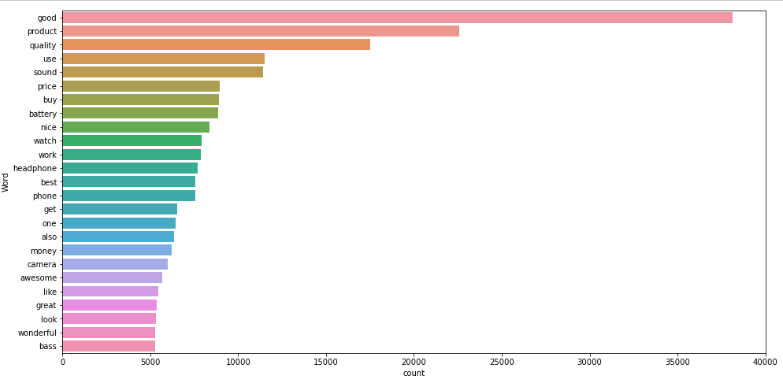 good
product
quality
use
sound
price
buy
battery
nice
watch
work
headphone
best
phone
get
one
also
money
camera
awesome
like
great
look
wonderful
bass
Word
0 5000 10000 15000 20000 25000 30000 35000 40000
count